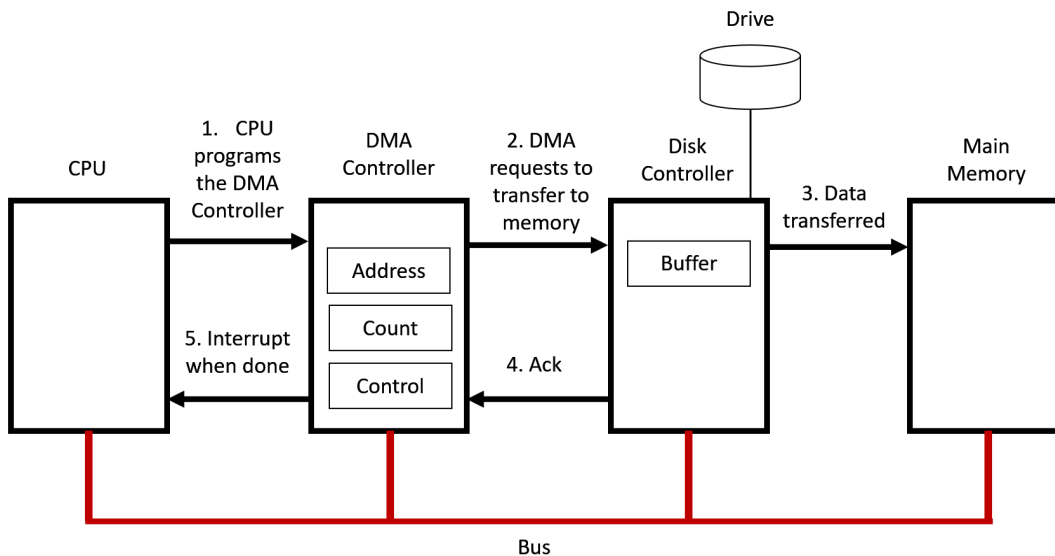 Drive
CPU
1. CPU
programs
the DMA
Controller
DMA
Controller
2. DMA
requests to
transfer to
memory
Disk
Controller
3. Data
transferred
Main
Memory
Address
Count
Control
Buffer
5. Interrupt
when done
4. Ack
Bus